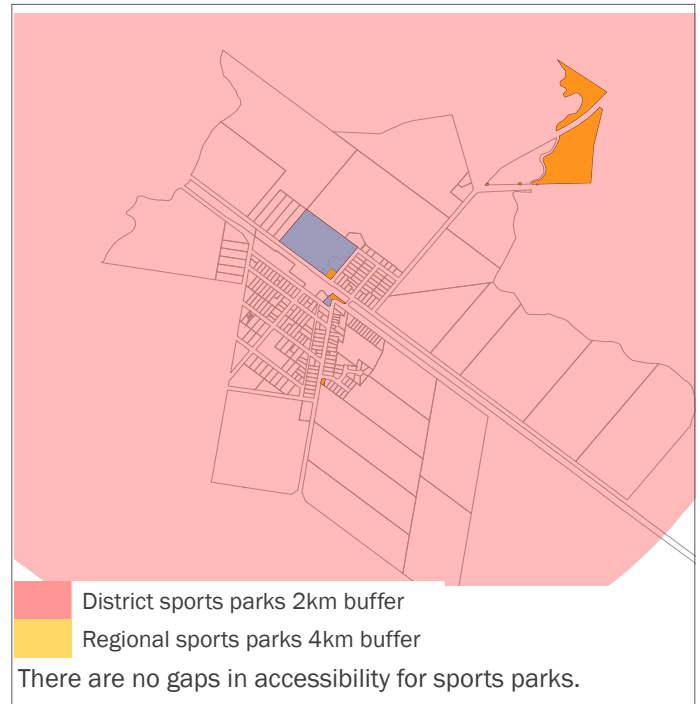 District sports parks 2km buffer
Regional sports parks 4km buffer
There are no gaps in accessibility for sports parks.